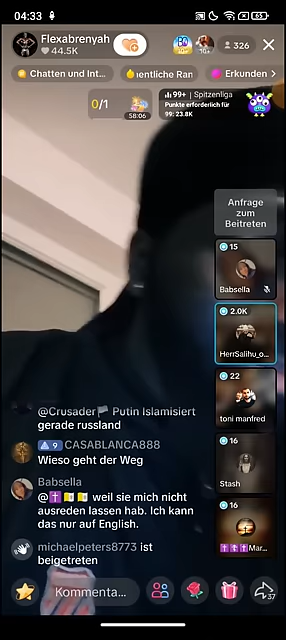 04:33
65
Flexabrenyah
44.5K
10+
326
Chatten und Int...
entliche Ran
Erkunden >
0/1
58:06
99+ | Spitzenliga
Punkte erforderlich für
99: 23.8K
Anfrage
zum
Beitreten
15
Babsella
2.0K
HerrSalihu_o...
22
toni manfred
16
Stash
16
Mar...
@Crusader Putin Islamisiert
gerade russland
9 CASABLANCA888
Wieso geht der Weg
Babsella
@✝️ weil sie mich nicht
ausreden lassen hab. Ich kann
das nur auf English.
michaelpeters8773 ist
beigetreten
Kommenta...
37